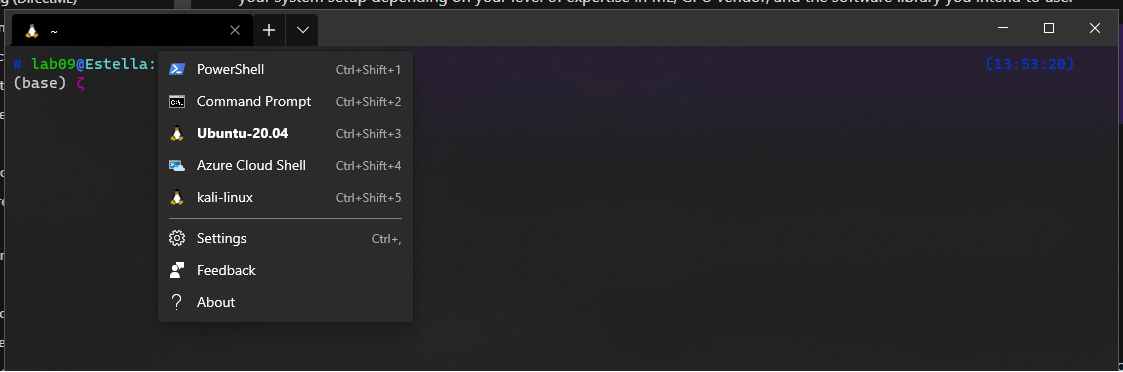 your system setup depending on your level of expertise in ML, GPU vendor, and the software library you intend to use.
~
# lab09@Estella: [13:53:20]
(base) ζ
PowerShell Ctrl+Shift+1
Command Prompt Ctrl+Shift+2
Ubuntu-20.04 Ctrl+Shift+3
Azure Cloud Shell Ctrl+Shift+4
kali-linux Ctrl+Shift+5
Settings Ctrl+,
Feedback
About